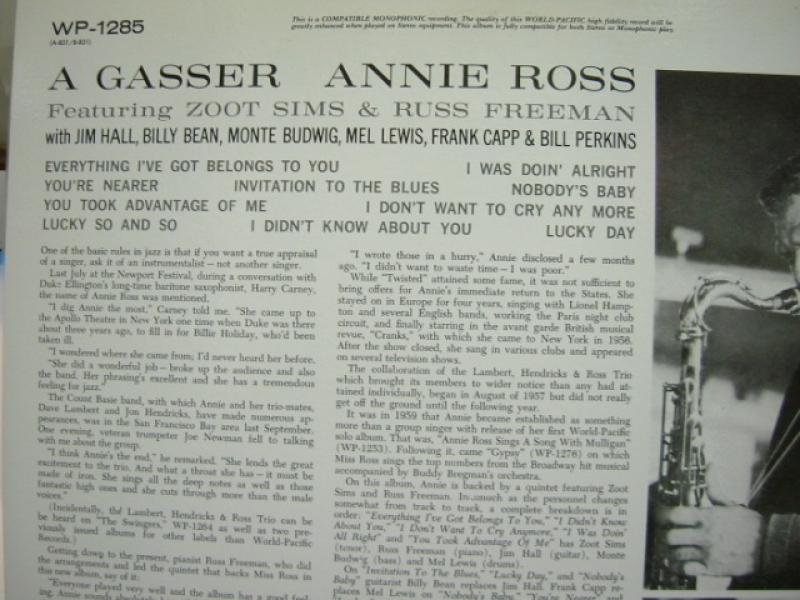 WP-1285
(A-831/B-831)
This is a COMPATIBLE MONOPHONIC recording. The quality of this WORLD-PACIFIC high fidelity record will be
greatly enhanced when played on Stereo equipment. This album is fully compatible for both Stereo or Monophonic play.
A GASSER ANNIE ROSS
Featuring ZOOT SIMS & RUSS FREEMAN
with JIM HALL, BILLY BEAN, MONTE BUDWIG, MEL LEWIS, FRANK CAPP & BILL PERKINS
EVERYTHING I'VE GOT BELONGS TO YOU I WAS DOIN' ALRIGHT
YOU'RE NEARER INVITATION TO THE BLUES NOBODY'S BABY
YOU TOOK ADVANTAGE OF ME I DON'T WANT TO CRY ANY MORE
LUCKY SO AND SO I DIDN'T KNOW ABOUT YOU LUCKY DAY
One of the basic rules in jazz is that if you want a true appraisal
of a singer, ask it of an instrumentalist — not another singer.
Last July at the Newport Festival, during a conversation with
Duke Ellington's long-time baritone saxophonist, Harry Carney,
the name of Annie Ross was mentioned.
"I dig Annie the most," Carney told me. "She came up to
the Apollo Theatre in New York one time when Duke was there
about three years ago, to fill in for Billie Holiday, who'd been
taken ill.
"I wondered where she came from; I'd never heard her before.
"She did a wonderful job — broke up the audience and also
the band. Her phrasing's excellent and she has a tremendous
feeling for jazz."
The Count Basie band, with which Annie and her trio-mates,
Dave Lambert and Jon Hendricks, have made numerous ap-
pearances, was in the San Francisco Bay area last September.
One evening, veteran trumpeter Joe Newman fell to talking
with me about the group.
"I think Annie's the end," he remarked. "She lends the great
excitement to the trio. And what a throat she has — it must be
made of iron. She sings all the deep notes as well as those
fantastic high ones and she cuts through more than the male
voices."
(Incidentally, the Lambert, Hendricks & Ross Trio can be
be heard on "The Swingers," WP-1264 as well as two pre-
viously issued albums for other labels than World-Pacific
Records.)
Getting down to the present, pianist Russ Freeman, who did
the arrangements and led the quintet that backs Miss Ross in
this new album, say of it:
"Everyone played very well and the album has a good feel-
ing. Annie sounds
"I wrote those in a hurry," Annie disclosed a few months
ago. "I didn't want to waste time — I was poor."
While "Twisted" attained some fame, it was not sufficient to
bring offers for Annie's immediate return to the States. She
stayed on in Europe for four years, singing with Lionel Hamp-
ton and several English bands, working the Paris night club
circuit, and finally starring in the avant garde British musical
revue, "Cranks," with which she came to New York in 1956.
After the show closed, she sang in various clubs and appeared
on several television shows.
The collaboration of the Lambert, Hendricks & Ross Trio
which brought its members to wider notice than any had at-
tained individually, began in August of 1957 but did not really
get off the ground until the following year.
It was in 1959 that Annie became established as something
more than a group singer with release of her first World-Pacific
solo album. That was, "Annie Ross Sings A Song With Mulligan"
(WP-1253). Following it, came "Gypsy" (WP-1276) on which
Miss Ross sings the top numbers from the Broadway hit musical
accompanied by Buddy Bregman's orchestra.
On this album, Annie is backed by a quintet featuring Zoot
Sims and Russ Freeman. Inasmuch as the personnel changes
somewhat from track to track, a complete breakdown is in
order: "Everything I've Got Belongs To You," "I Didn't Know
About You," "I Don't Want To Cry Anymore," "I Was Doin'
All Right" and "You Took Advantage Of Me" has Zoot Sims
(tenor), Russ Freeman (piano), Jim Hall (guitar), Monte
Budwig (bass) and Mel Lewis (drums).
On "Invitation To The Blues," "Lucky Day," and "Nobody's
Baby" guitarist Billy Bean replaces Jim Hall. Frank Capp re-
places Mel Lewis on "Nobody's Baby." "You're Nearer" and